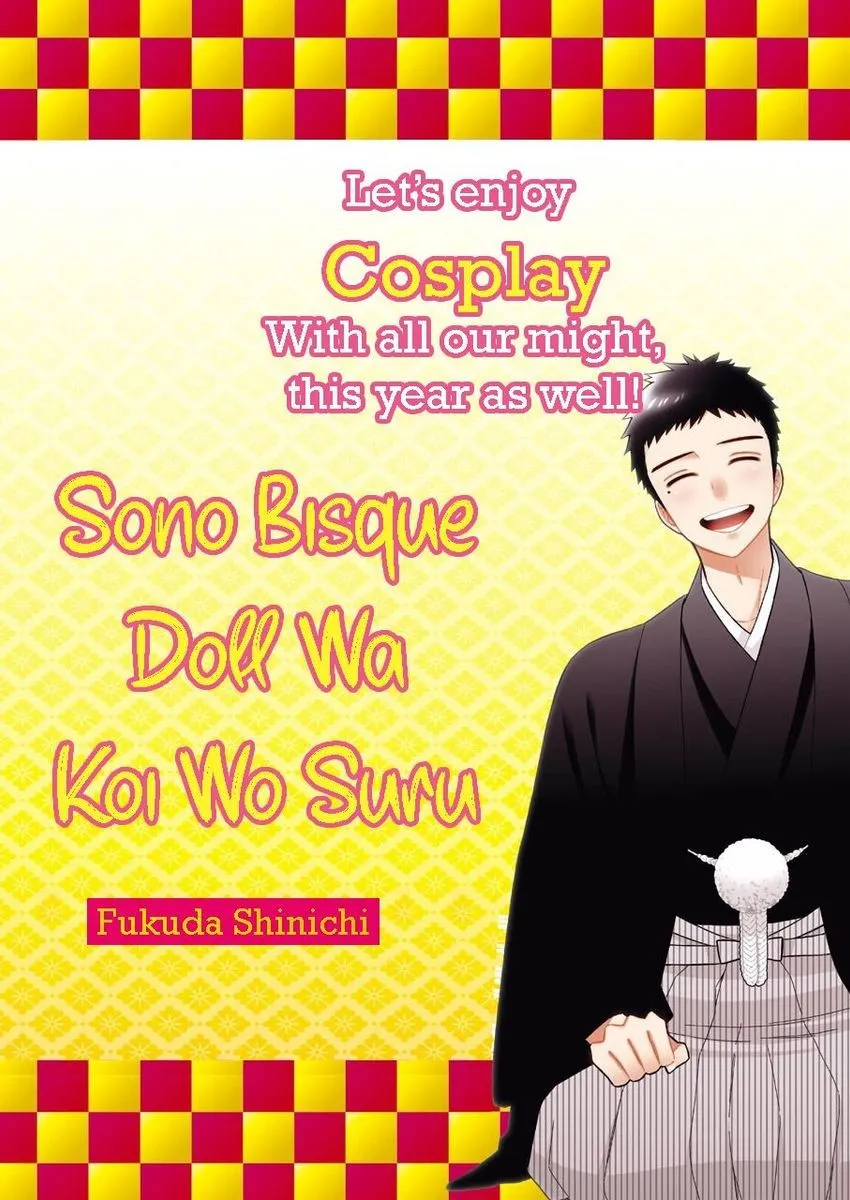 Let's enjoy
Cosplay
With all our might,
this year as well!
Sono Bisque
Doll Wa
Koi Wo Suru
Fukuda Shinichi